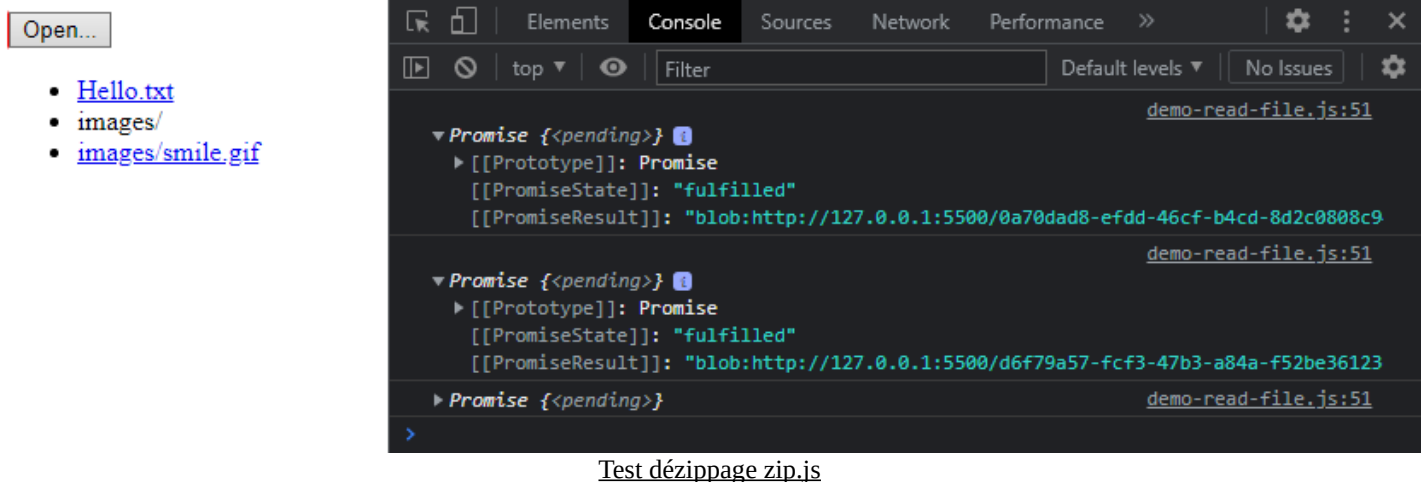 Open...
Hello.txt
images/
images/smile.gif
Elements Console Sources Network Performance »
top ▼ Filter Default levels ▼ No Issues
demo-read-file.js:51
▼Promise {<pending>} i
▶[[Prototype]]: Promise
[[PromiseState]]: "fulfilled"
[[PromiseResult]]: "blob:http://127.0.0.1:5500/0a70dad8-efdd-46cf-b4cd-8d2c0808c9
demo-read-file.js:51
▼Promise {<pending>} i
▶[[Prototype]]: Promise
[[PromiseState]]: "fulfilled"
[[PromiseResult]]: "blob:http://127.0.0.1:5500/d6f79a57-fcf3-47b3-a84a-f52be36123
▶Promise {<pending>} demo-read-file.js:51
>
Test dézippage zip.js